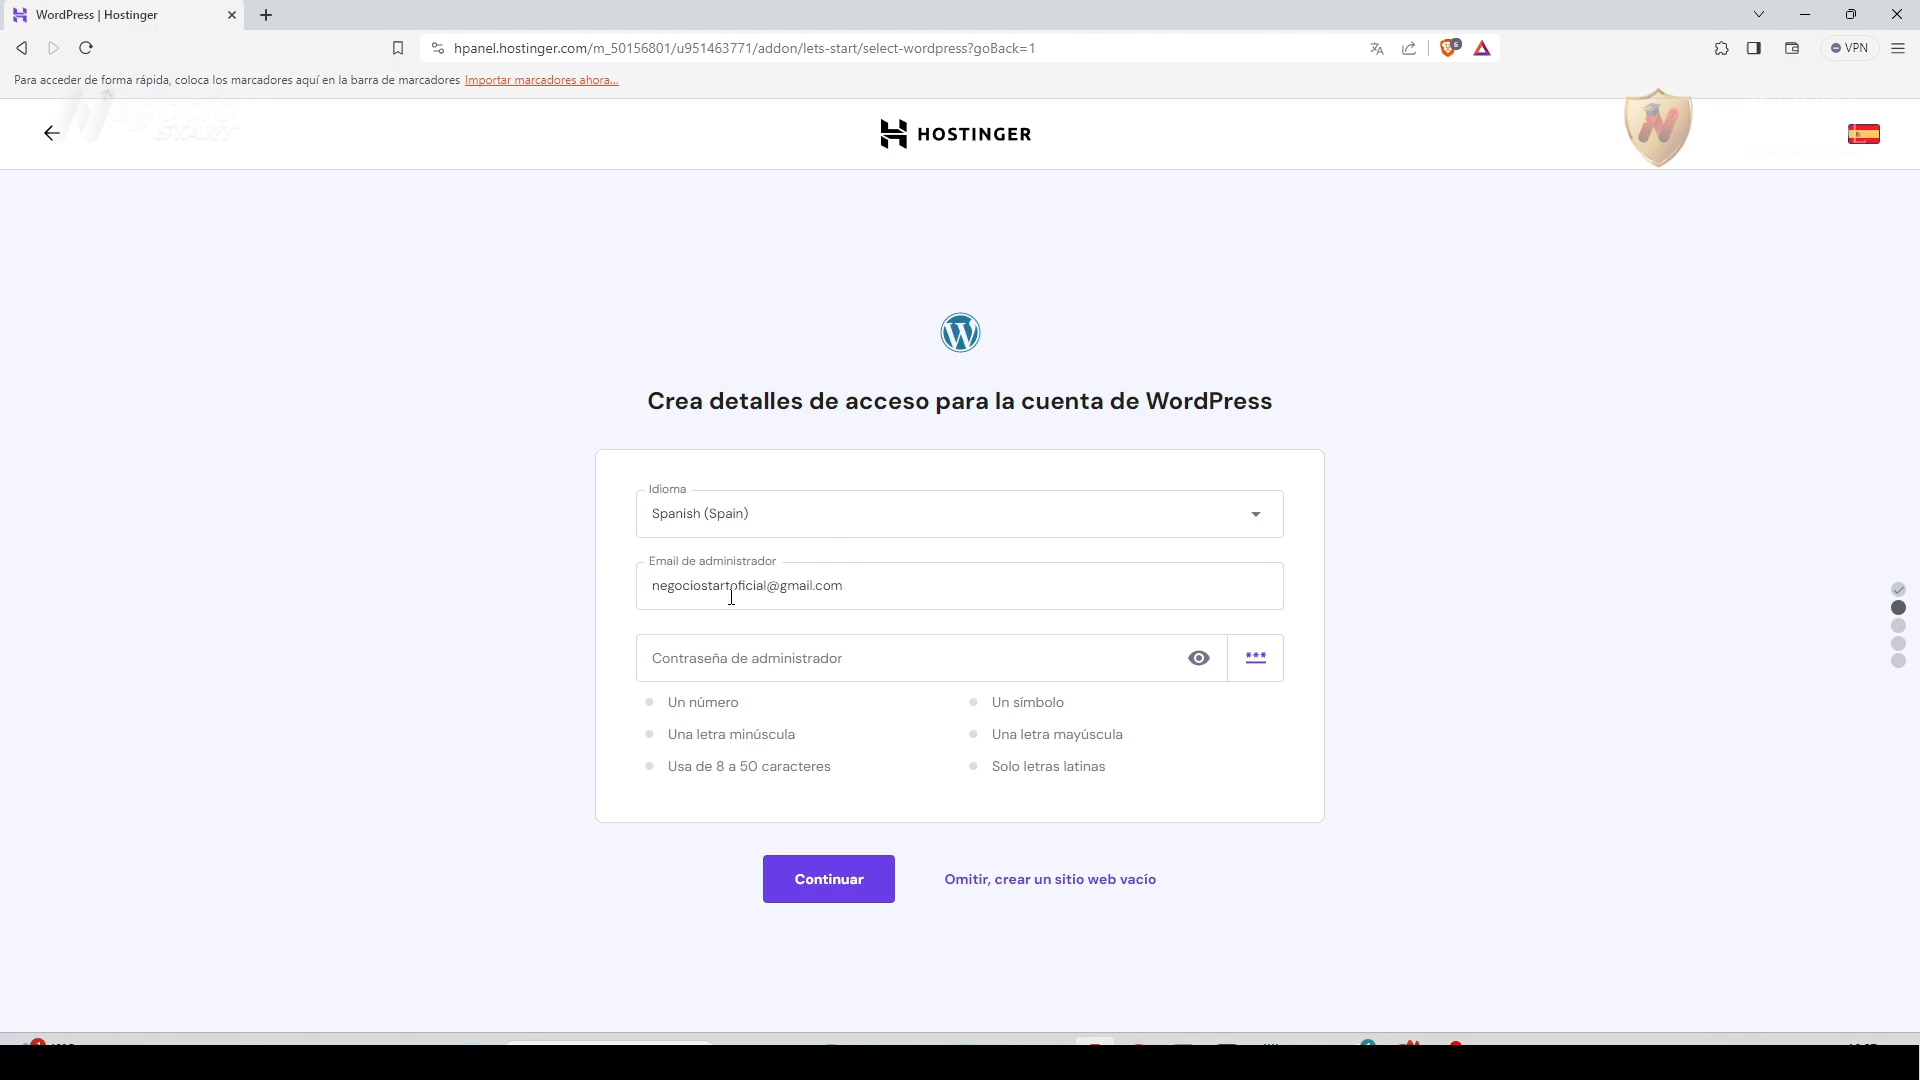 WordPress | Hostinger
hpanel.hostinger.com/m_50156801/u951463771/addon/lets-start/select-wordpress?goBack=1
6
VPN
Para acceder de forma rápida, coloca los marcadores aquí en la barra de marcadores Importar marcadores ahora...
Negocio
START
HOSTINGER
Crea detalles de acceso para la cuenta de WordPress
Idioma
Spanish (Spain)
Email de administrador
negociostartoficial@gmail.com
Contraseña de administrador
***
Un número
Un símbolo
Una letra minúscula
Una letra mayúscula
Usa de 8 a 50 caracteres
Solo letras latinas
Continuar
Omitir, crear un sitio web vacío